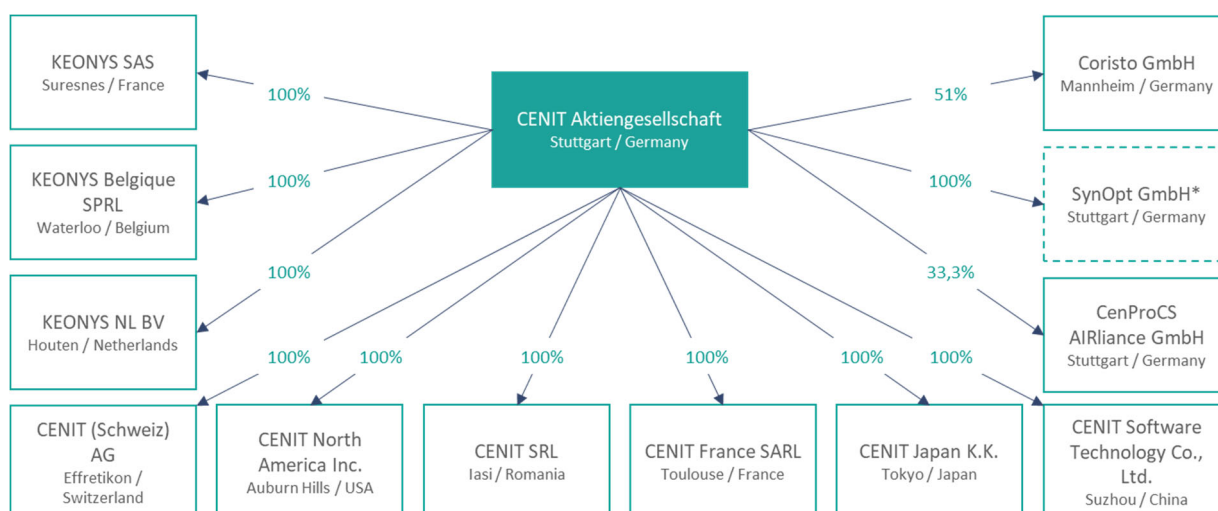 KEONYS SAS
Suresnes / France
100%
CENIT Aktiengesellschaft
Stuttgart / Germany
51%
Coristo GmbH
Mannheim / Germany
KEONYS Belgique
SPRL
Waterloo / Belgium
100%
100%
SynOpt GmbH*
Stuttgart / Germany
KEONYS NL BV
Houten / Netherlands
100%
33,3%
CenProCS
AIRliance GmbH
Stuttgart / Germany
100%
100%
100%
100%
100%
100%
CENIT (Schweiz)
AG
Effretikon /
Switzerland
CENIT North
America Inc.
Auburn Hills / USA
CENIT SRL
Iasi / Romania
CENIT France SARL
Toulouse / France
CENIT Japan K.K.
Tokyo / Japan
CENIT Software
Technology Co.,
Ltd.
Suzhou / China